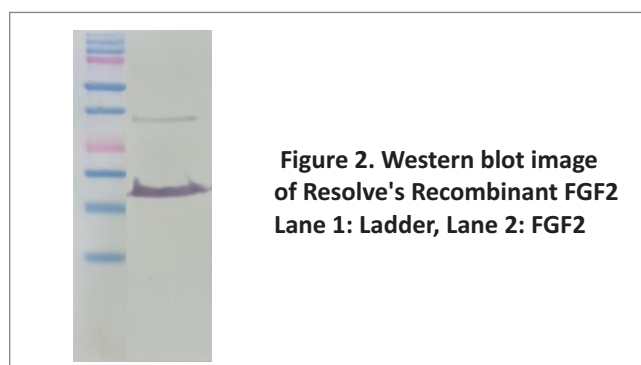 Figure 2. Western blot image
of Resolve's Recombinant FGF2
Lane 1: Ladder, Lane 2: FGF2